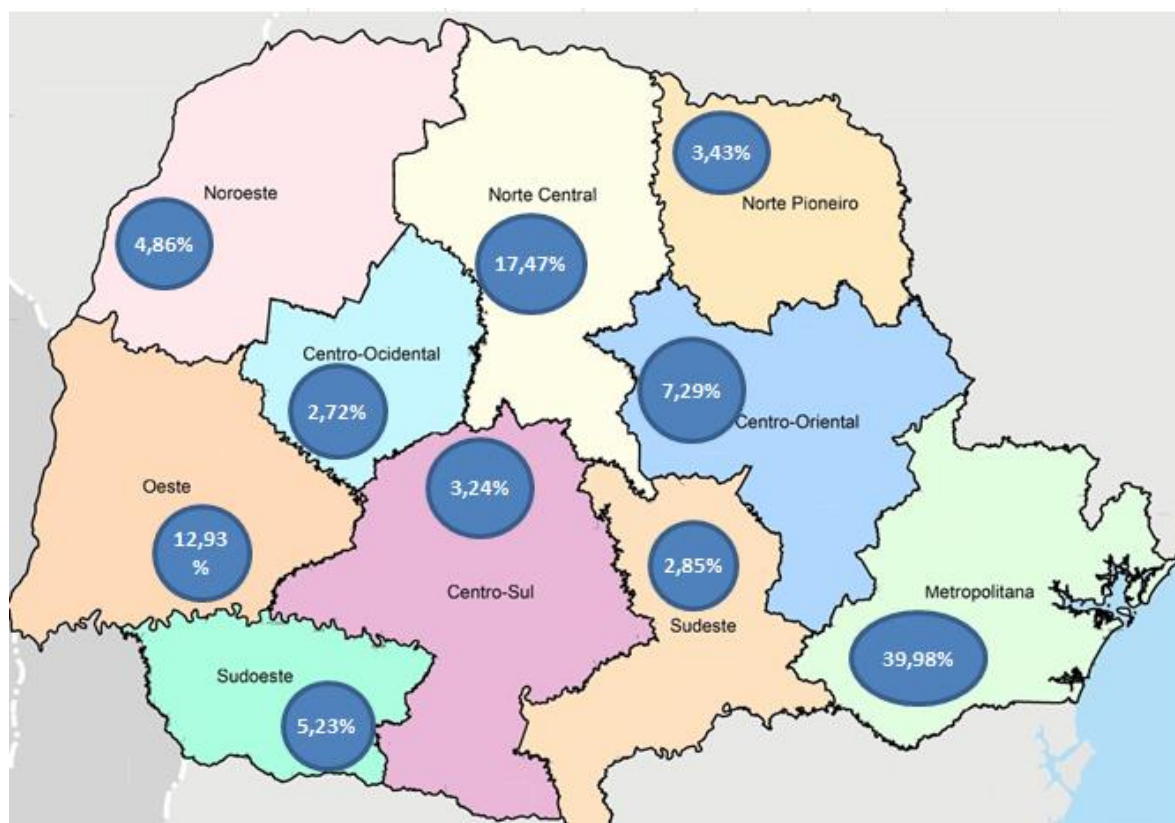 3,43%
Noroeste
Norte Central
Norte Pioneiro
4,86%
17,47%
Centro-Ocidental
7,29%
2,72%
Centro-Oriental
Oeste
3,24%
12,93
%
2,85%
Centro-Sul
Metropolitana
Sudeste
39,98%
Sudoeste
5,23%